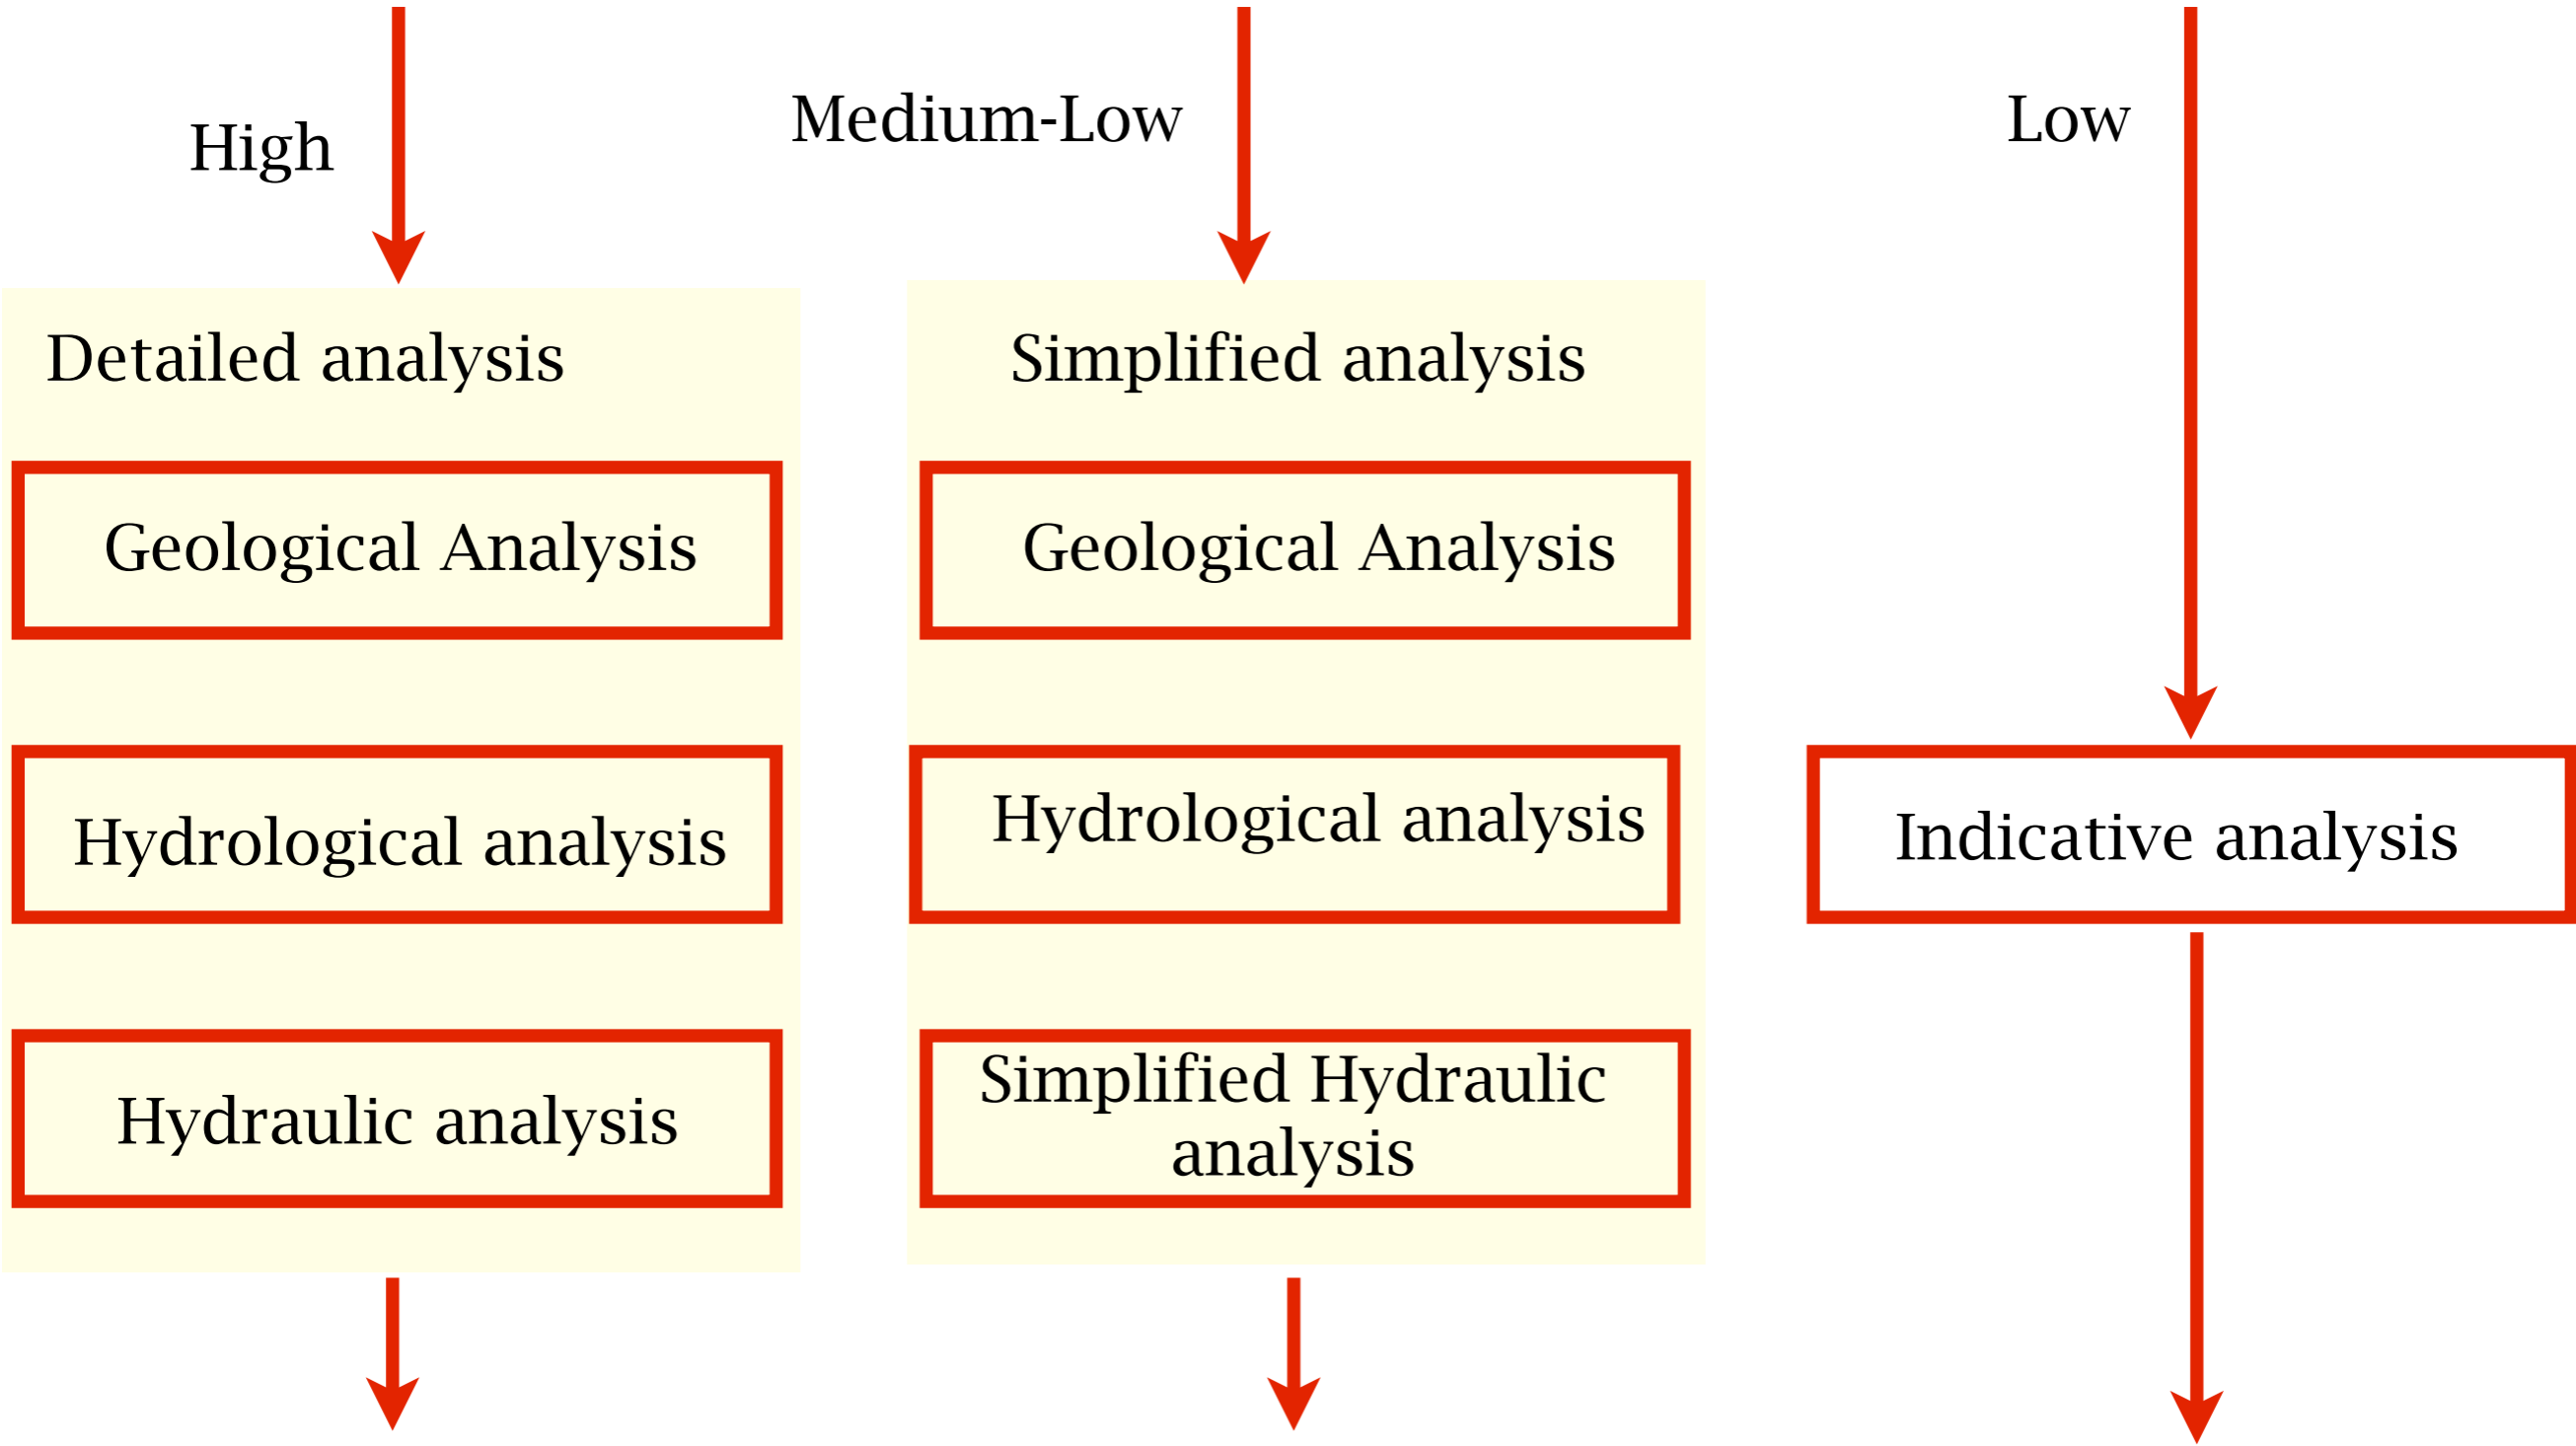 High
Medium-Low
Low
Detailed analysis
Geological Analysis
Hydrological analysis
Hydraulic analysis
Simplified analysis
Geological Analysis
Hydrological analysis
Simplified Hydraulic
analysis
Indicative analysis